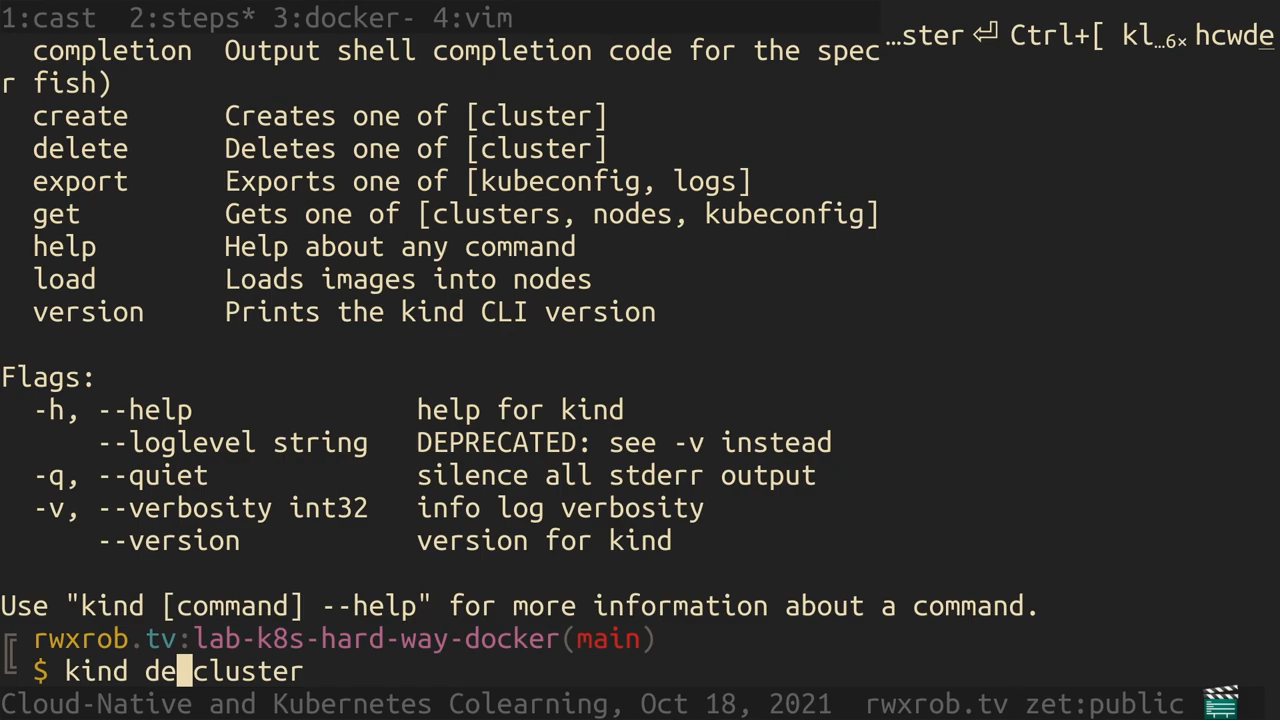 1:cast  2:steps* 3:docker- 4:vim
…ster ⏎ Ctrl+[ kl…6× hcwde
completion  Output shell completion code for the spec
r fish)
create      Creates one of [cluster]
delete      Deletes one of [cluster]
export      Exports one of [kubeconfig, logs]
get         Gets one of [clusters, nodes, kubeconfig]
help        Help about any command
load        Loads images into nodes
version     Prints the kind CLI version
Flags:
-h, --help              help for kind
--loglevel string   DEPRECATED: see -v instead
-q, --quiet             silence all stderr output
-v, --verbosity int32   info log verbosity
--version           version for kind
Use "kind [command] --help" for more information about a command.
rwxrob.tv:lab-k8s-hard-way-docker(main)
$ kind de cluster
Cloud-Native and Kubernetes Colearning, Oct 18, 2021  rwxrob.tv zet:public 🎬